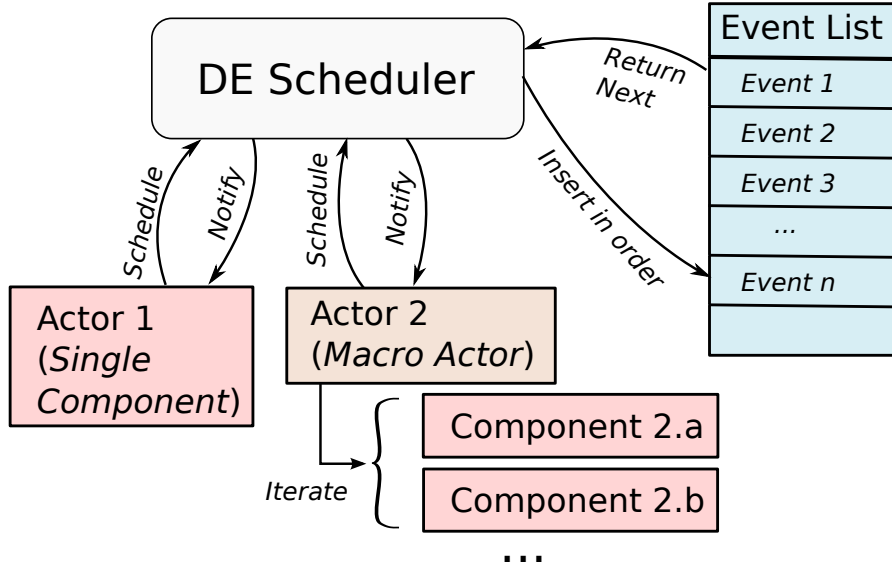 DE Scheduler
Event List
Event 1
Event 2
Event 3
...
Event n
Return
Next
Insert in order
Schedule
Notify
Schedule
Notify
Actor 1
(Single
Component)
Actor 2
(Macro Actor)
Iterate
Component 2.a
Component 2.b
...